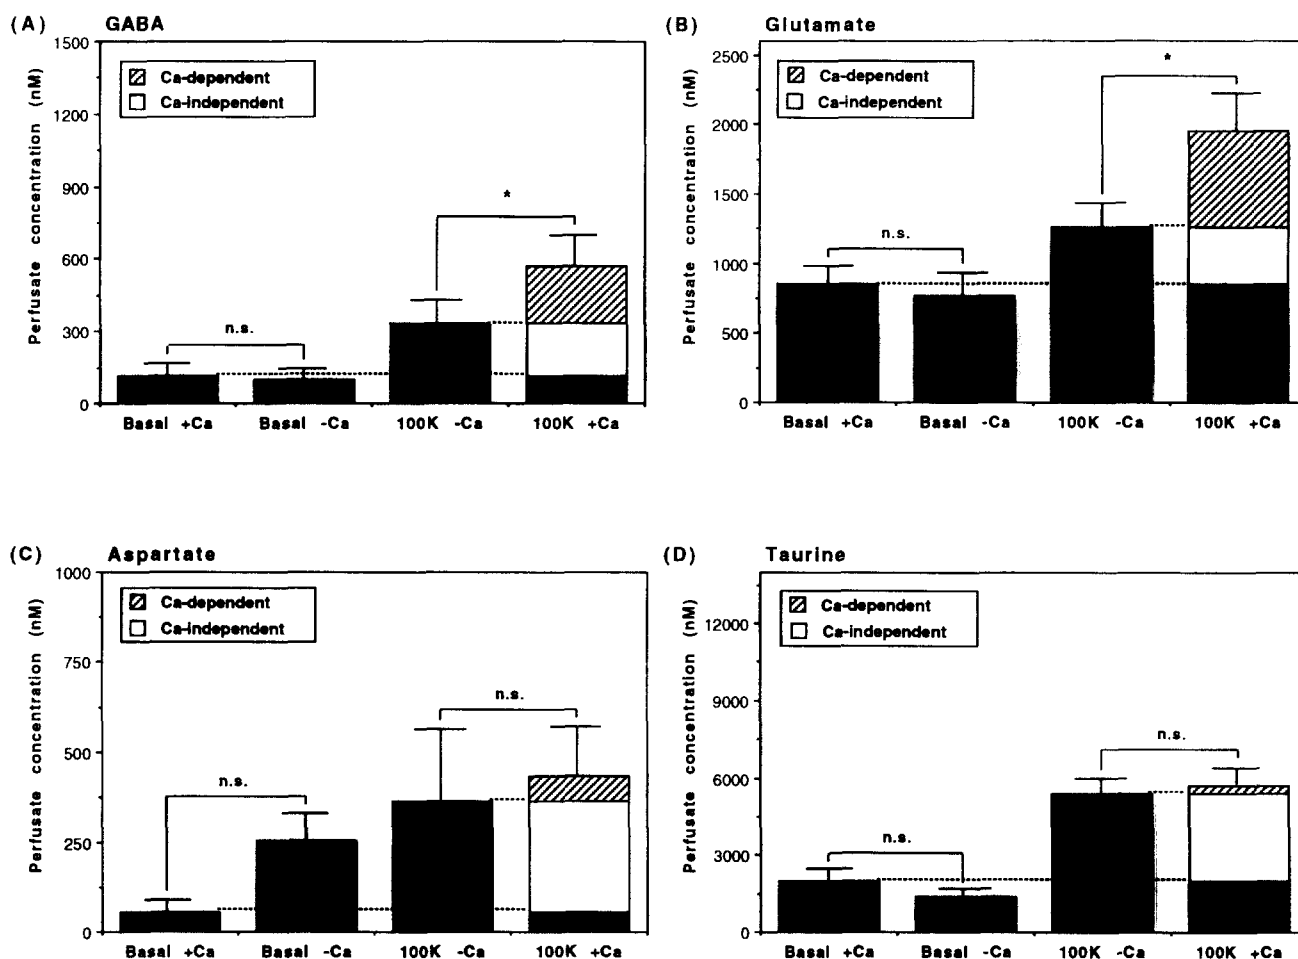 (A) GABA
Perfusate concentration (nM)
1500
1200
900
600
300
0
Ca-dependent
Ca-independent
n.s.
*
Basal +Ca Basal -Ca 100K -Ca 100K +Ca
(B) Glutamate
Perfusate concentration (nM)
2500
2000
1500
1000
500
0
Ca-dependent
Ca-independent
n.s.
*
Basal +Ca Basal -Ca 100K -Ca 100K +Ca
(C) Aspartate
Perfusate concentration (nM)
1000
750
500
250
0
Ca-dependent
Ca-independent
n.s.
n.s.
Basal +Ca Basal -Ca 100K -Ca 100K +Ca
(D) Taurine
Perfusate concentration (nM)
12000
9000
6000
3000
0
Ca-dependent
Ca-independent
n.s.
n.s.
Basal +Ca Basal -Ca 100K -Ca 100K +Ca